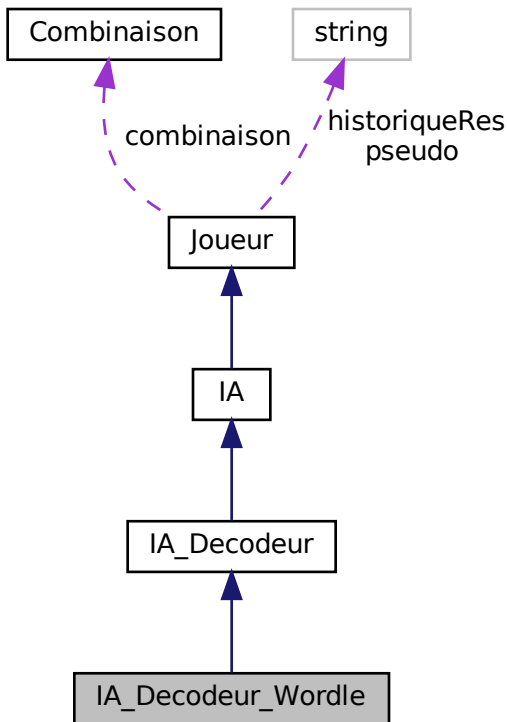 Combinaison
string
combinaison
historiqueRes
pseudo
Joueur
IA
IA_Decodeur
IA_Decodeur_Wordle